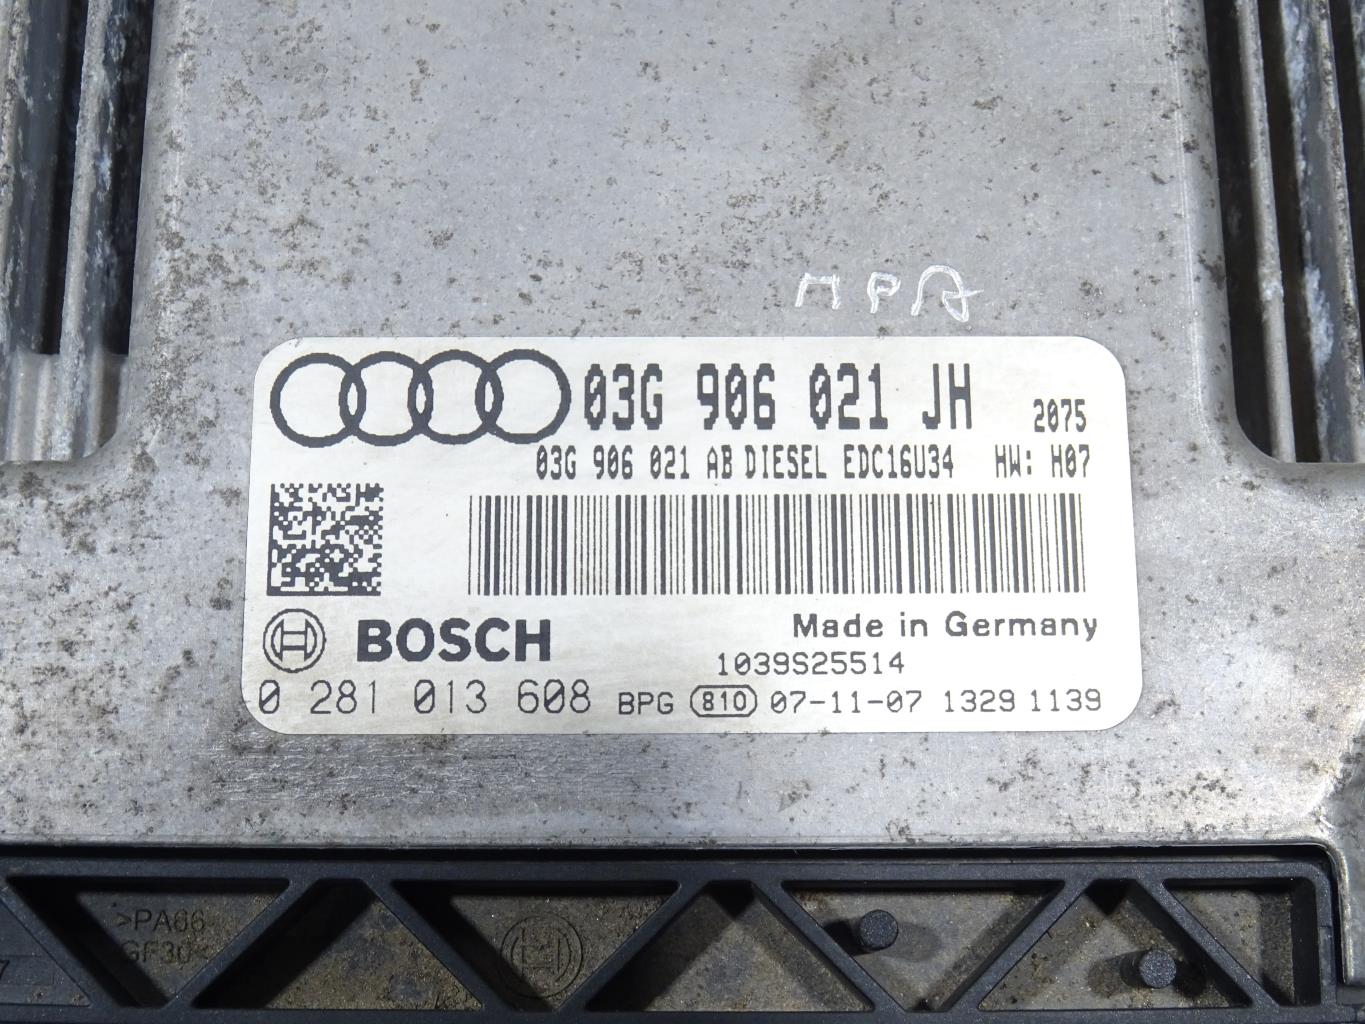 MPA
03G 906 021 JH 2075
03G 906 021 AB DIESEL EDC16U34 HW: H07
BOSCH
Made in Germany
1039S25514
0 281 013 608 BPG 810 07-11-07 1329 1139
>PA66
GF30<
7